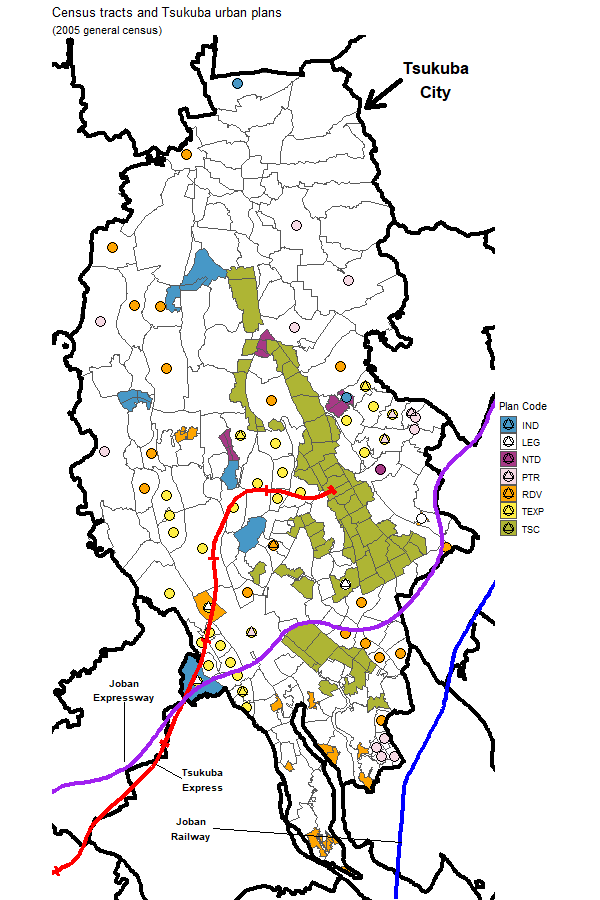 Census tracts and Tsukuba urban plans
(2005 general census)
Tsukuba
City
Plan Code
IND
LEG
NTD
PTR
RDV
TEXP
TSC
Joban
Expressway
Tsukuba
Express
Joban
Railway